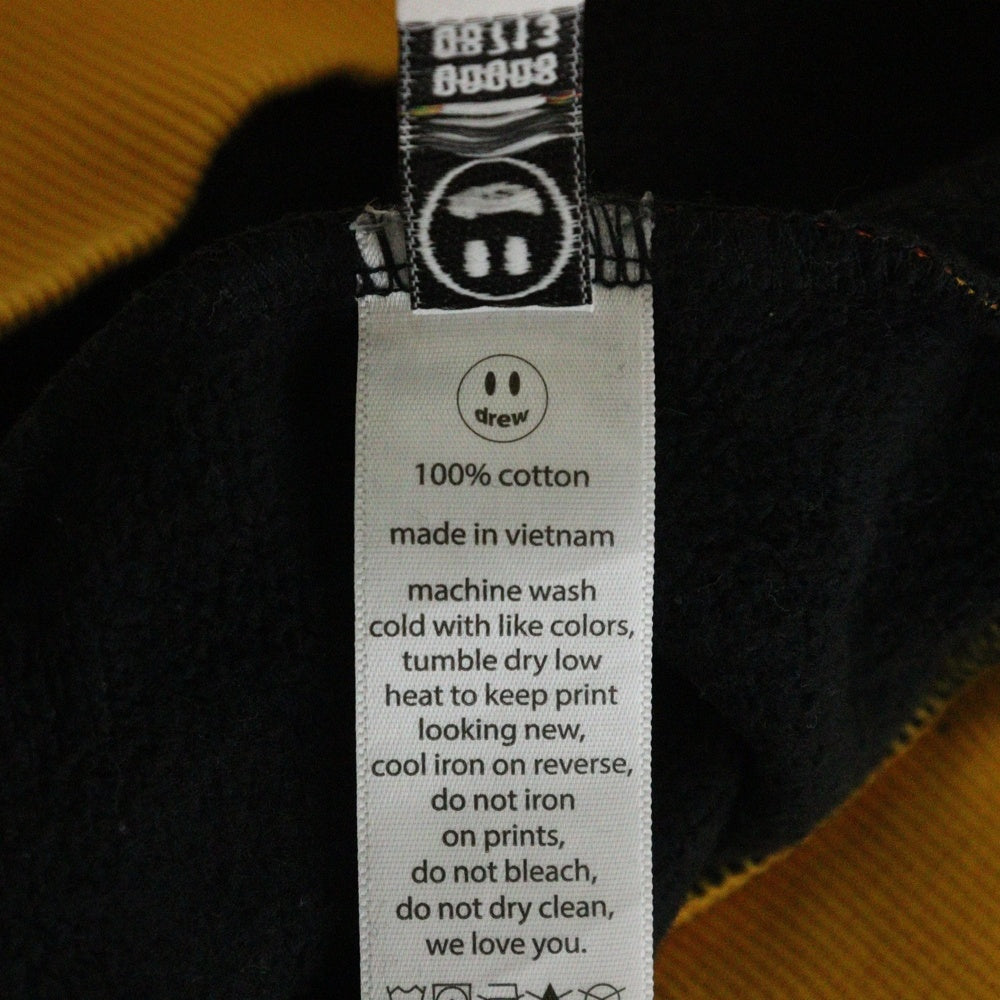 drew
100% cotton
made in vietnam
machine wash
cold with like colors,
tumble dry low
heat to keep print
looking new,
cool iron on reverse,
do not iron
on prints,
do not bleach,
do not dry clean,
we love you.